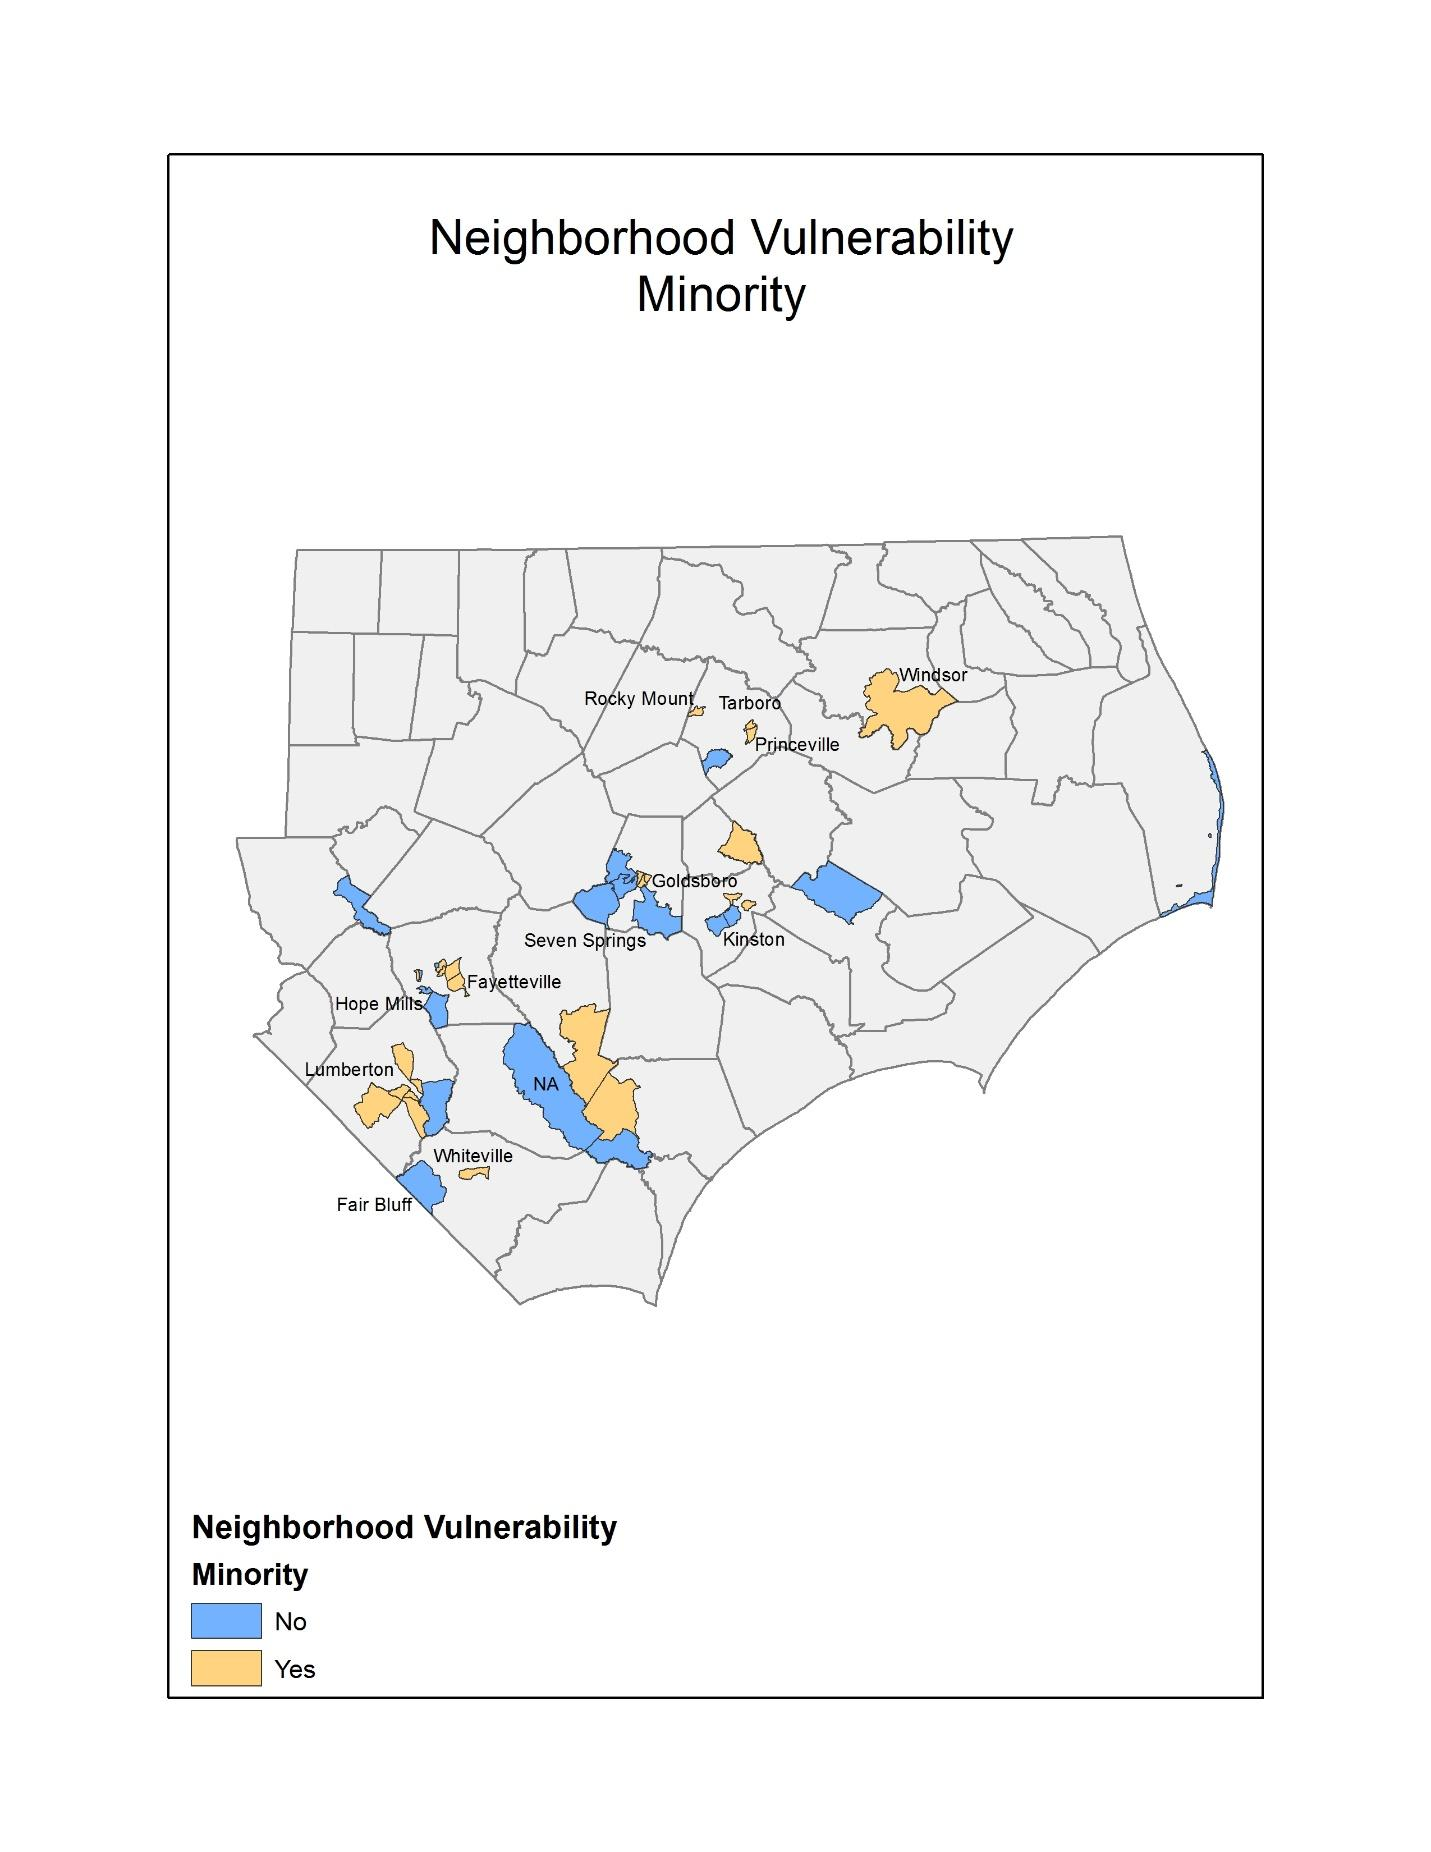 Neighborhood Vulnerability
Minority
Windsor
Rocky Mount
Tarboro
Princeville
Goldsboro
Seven Springs
Kinston
Fayetteville
Hope Mills
Lumberton
NA
Whiteville
Fair Bluff
Neighborhood Vulnerability
Minority
No
Yes